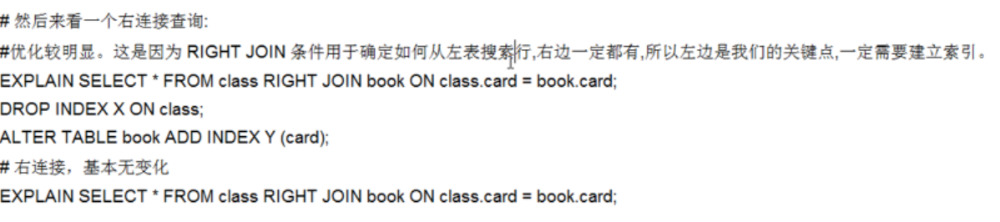 # 然后来看一个右连接查询:
#优化较明显。这是因为 RIGHT JOIN 条件用于确定如何从左表搜索行,右边一定都有,所以左边是我们的关键点,一定需要建立索引。
EXPLAIN SELECT * FROM class RIGHT JOIN book ON class.card = book.card;
DROP INDEX X ON class;
ALTER TABLE book ADD INDEX Y (card);
# 右连接，基本无变化
EXPLAIN SELECT * FROM class RIGHT JOIN book ON class.card = book.card;